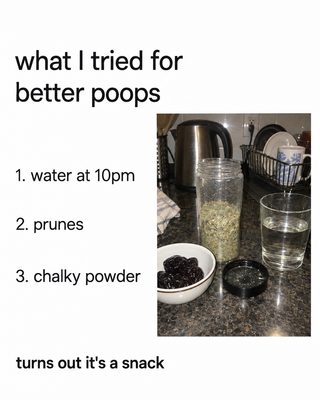 what I tried for
better poops
1. water at 10pm
2. prunes
3. chalky powder
turns out it's a snack